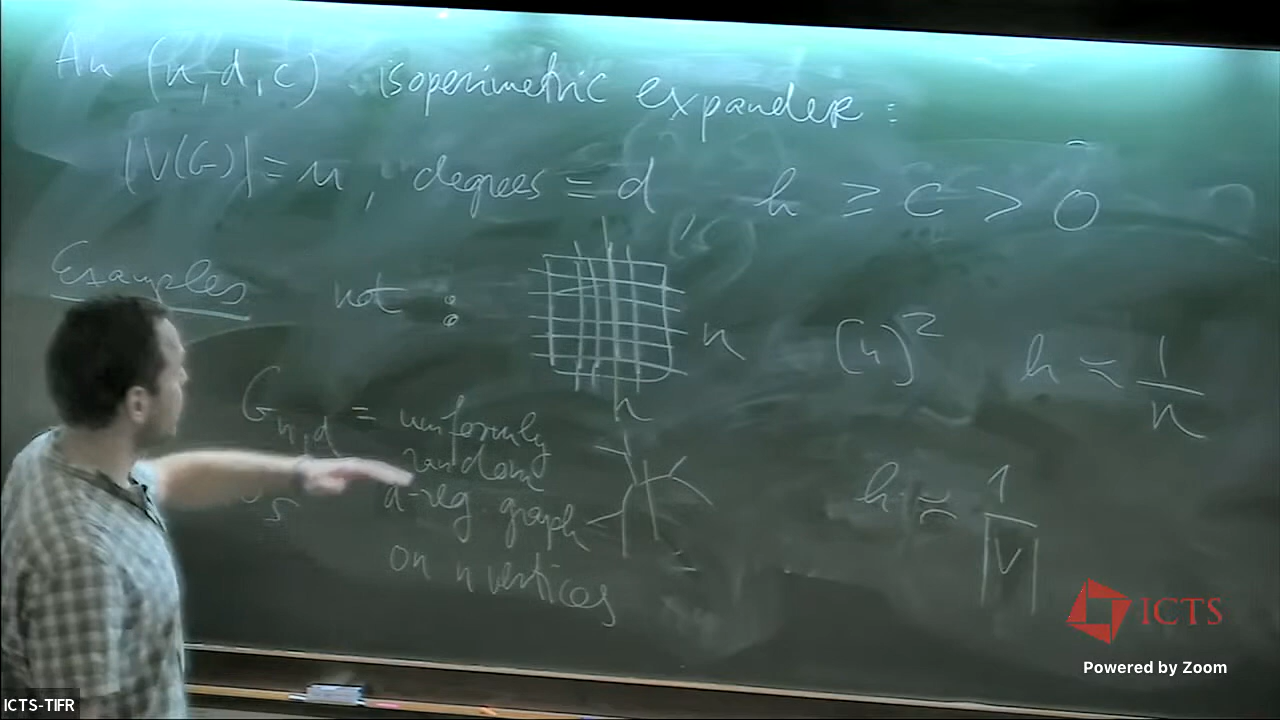 An (n, d, c) isoperimetric expander :
|V(G)| = n, degrees = d h ≥ c > 0
Examples not :
n (n)² h ≍ 1/n
n
G_{n,d} = uniformly
random
d-reg. graph
on n vertices
h ≍ 1/|V|
ICTS
Powered by Zoom
ICTS-TIFR